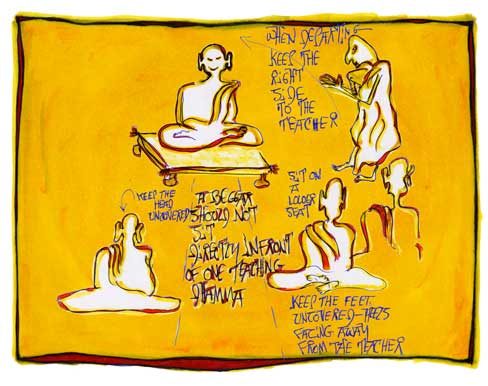 WHEN DEPARTING
KEEP THE
RIGHT
SIDE
TO THE
TEACHER
KEEP THE
HEAD
UNCOVERED
A BEGGAR
SHOULD NOT
SIT
DIRECTLY IN FRONT
OF ONE TEACHING
DHAMMA
SIT ON
A
LOWER
SEAT
KEEP THE FEET
UNCOVERED—TOES
FACING AWAY
FROM THE TEACHER